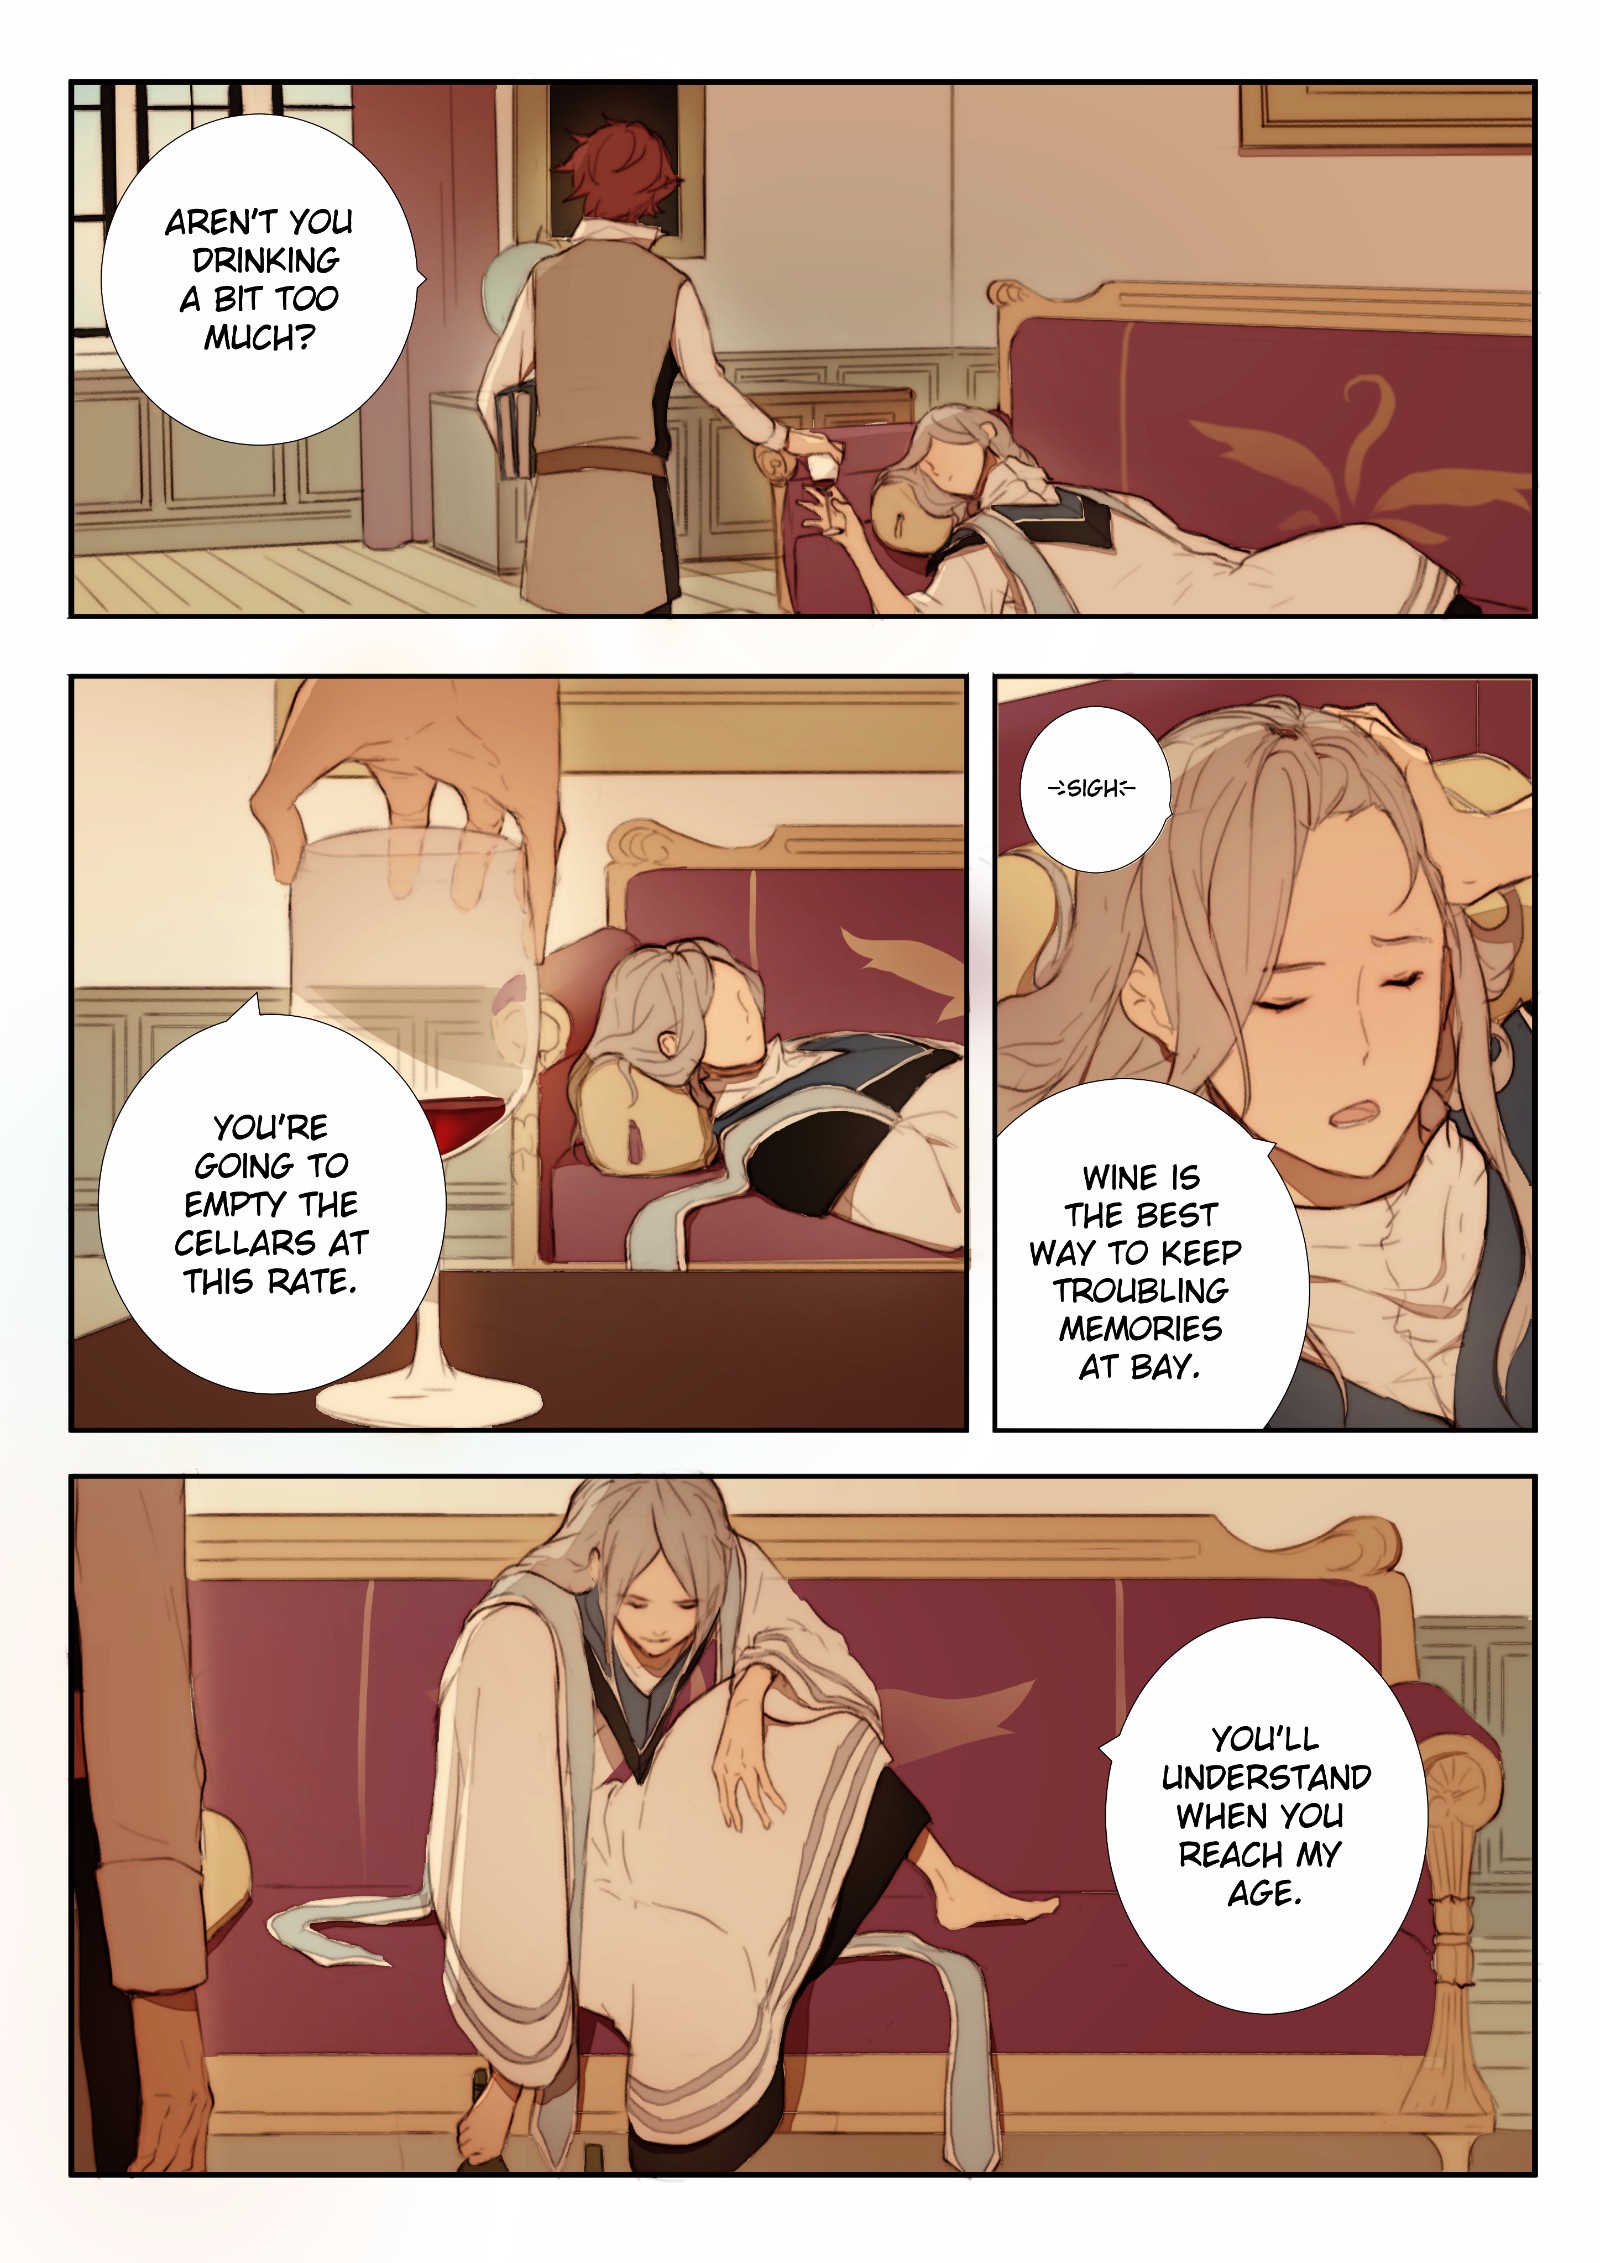 AREN'T YOU
DRINKING
A BIT TOO
MUCH?
YOU'RE
GOING TO
EMPTY THE
CELLARS AT
THIS RATE.
SIGH
WINE IS
THE BEST
WAY TO KEEP
TROUBLING
MEMORIES
AT BAY.
YOU'LL
UNDERSTAND
WHEN YOU
REACH MY
AGE.